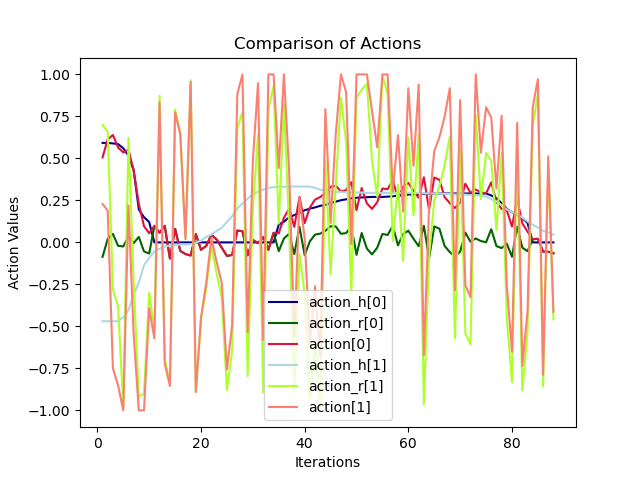 Comparison of Actions
Action Values
1.00
0.75
0.50
0.25
0.00
−0.25
−0.50
−0.75
−1.00
action_h[0]
action_r[0]
action[0]
action_h[1]
action_r[1]
action[1]
0 20 40 60 80
Iterations